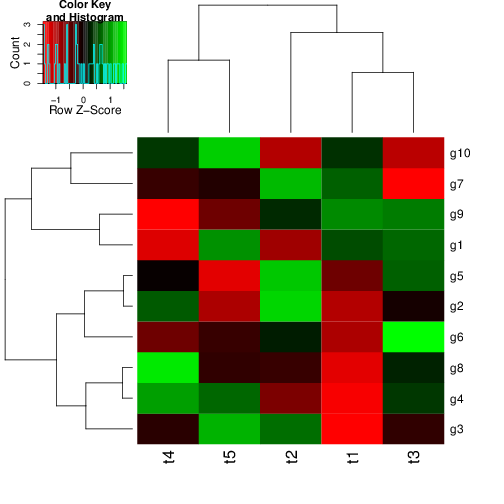 Color Key
and Histogram
Count
0 1 2 3
−1 0 1
Row Z−Score
g10
g7
g9
g1
g5
g2
g6
g8
g4
g3
t4 t5 t2 t1 t3